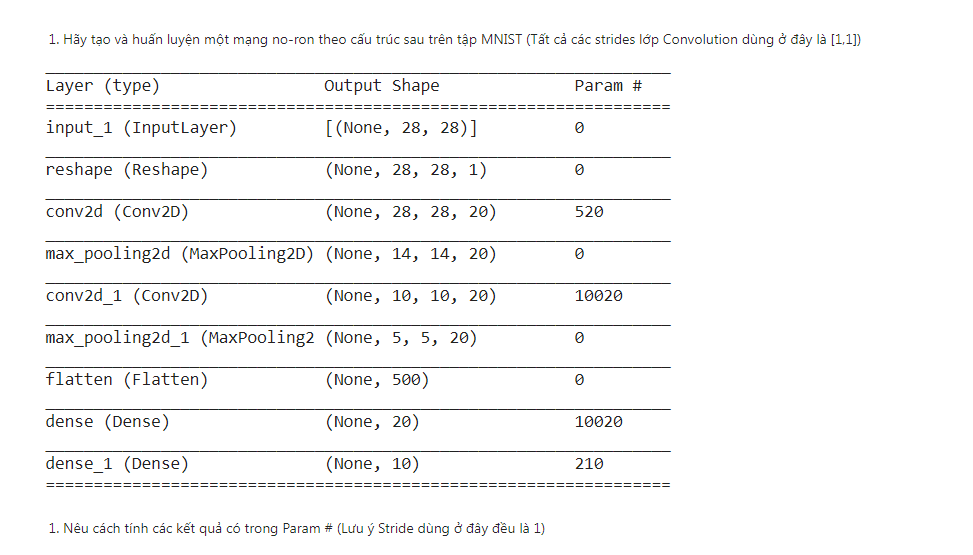 1. Hãy tạo và huấn luyện một mạng no-ron theo cấu trúc sau trên tập MNIST (Tất cả các strides lớp Convolution dùng ở đây là [1,1])
Layer (type) Output Shape Param #
=================================================================
input_1 (InputLayer) [(None, 28, 28)] 0
reshape (Reshape) (None, 28, 28, 1) 0
conv2d (Conv2D) (None, 28, 28, 20) 520
max_pooling2d (MaxPooling2D) (None, 14, 14, 20) 0
conv2d_1 (Conv2D) (None, 10, 10, 20) 10020
max_pooling2d_1 (MaxPooling2 (None, 5, 5, 20) 0
flatten (Flatten) (None, 500) 0
dense (Dense) (None, 20) 10020
dense_1 (Dense) (None, 10) 210
=================================================================
1. Nêu cách tính các kết quả có trong Param # (Lưu ý Stride dùng ở đây đều là 1)